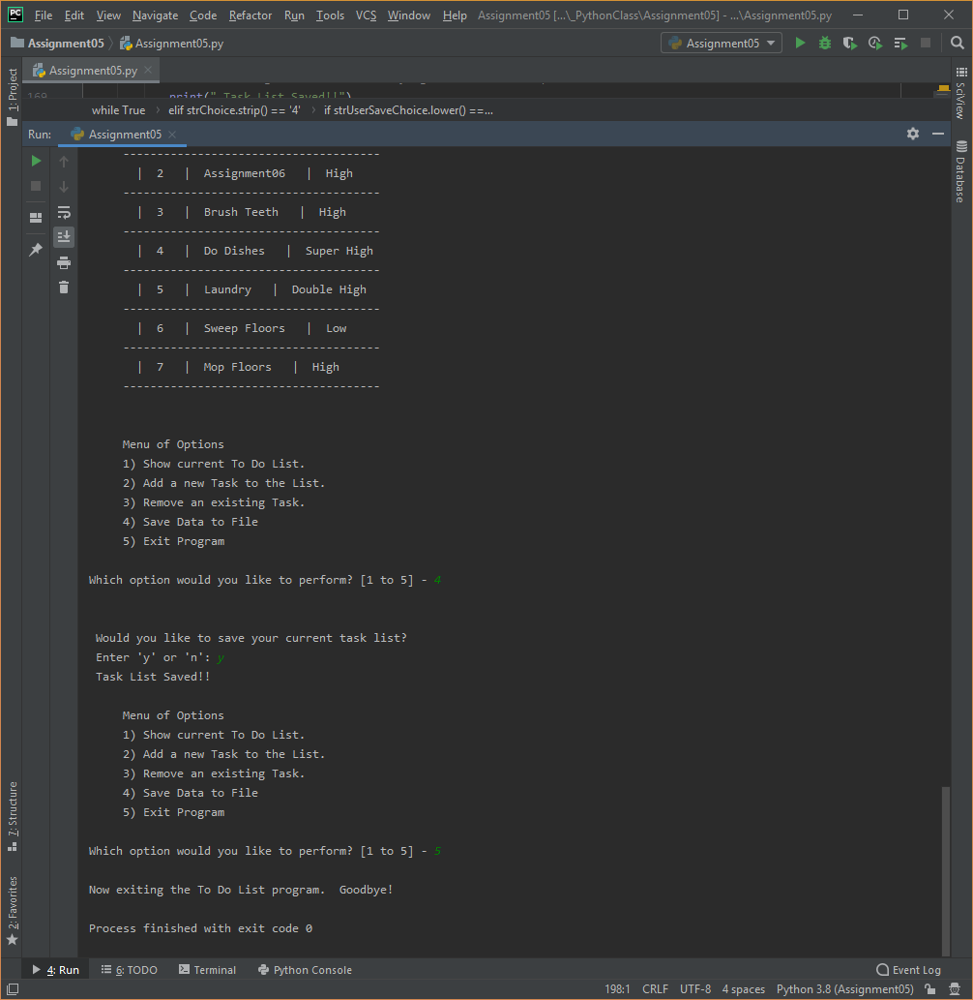 PC File Edit View Navigate Code Refactor Run Tools VCS Window Help Assignment05 [...\_PythonClass\Assignment05] - ...\Assignment05.py
Assignment05 Assignment05.py Assignment05
Assignment05.py
1: Project
SciView
Database
169 print(" Task List Saved!!")
while True elif strChoice.strip() == '4' if strUserSaveChoice.lower() ==...
Run: Assignment05
--------------------------------------
| 2 | Assignment06 | High
--------------------------------------
| 3 | Brush Teeth | High
--------------------------------------
| 4 | Do Dishes | Super High
--------------------------------------
| 5 | Laundry | Double High
--------------------------------------
| 6 | Sweep Floors | Low
--------------------------------------
| 7 | Mop Floors | High
--------------------------------------
Menu of Options
1) Show current To Do List.
2) Add a new Task to the List.
3) Remove an existing Task.
4) Save Data to File
5) Exit Program
Which option would you like to perform? [1 to 5] - 4
Would you like to save your current task list?
Enter 'y' or 'n': y
Task List Saved!!
Menu of Options
1) Show current To Do List.
2) Add a new Task to the List.
3) Remove an existing Task.
4) Save Data to File
5) Exit Program
Which option would you like to perform? [1 to 5] - 5
Now exiting the To Do List program.  Goodbye!
Process finished with exit code 0
7: Structure
2: Favorites
4: Run 6: TODO Terminal Python Console Event Log
198:1 CRLF UTF-8 4 spaces Python 3.8 (Assignment05)